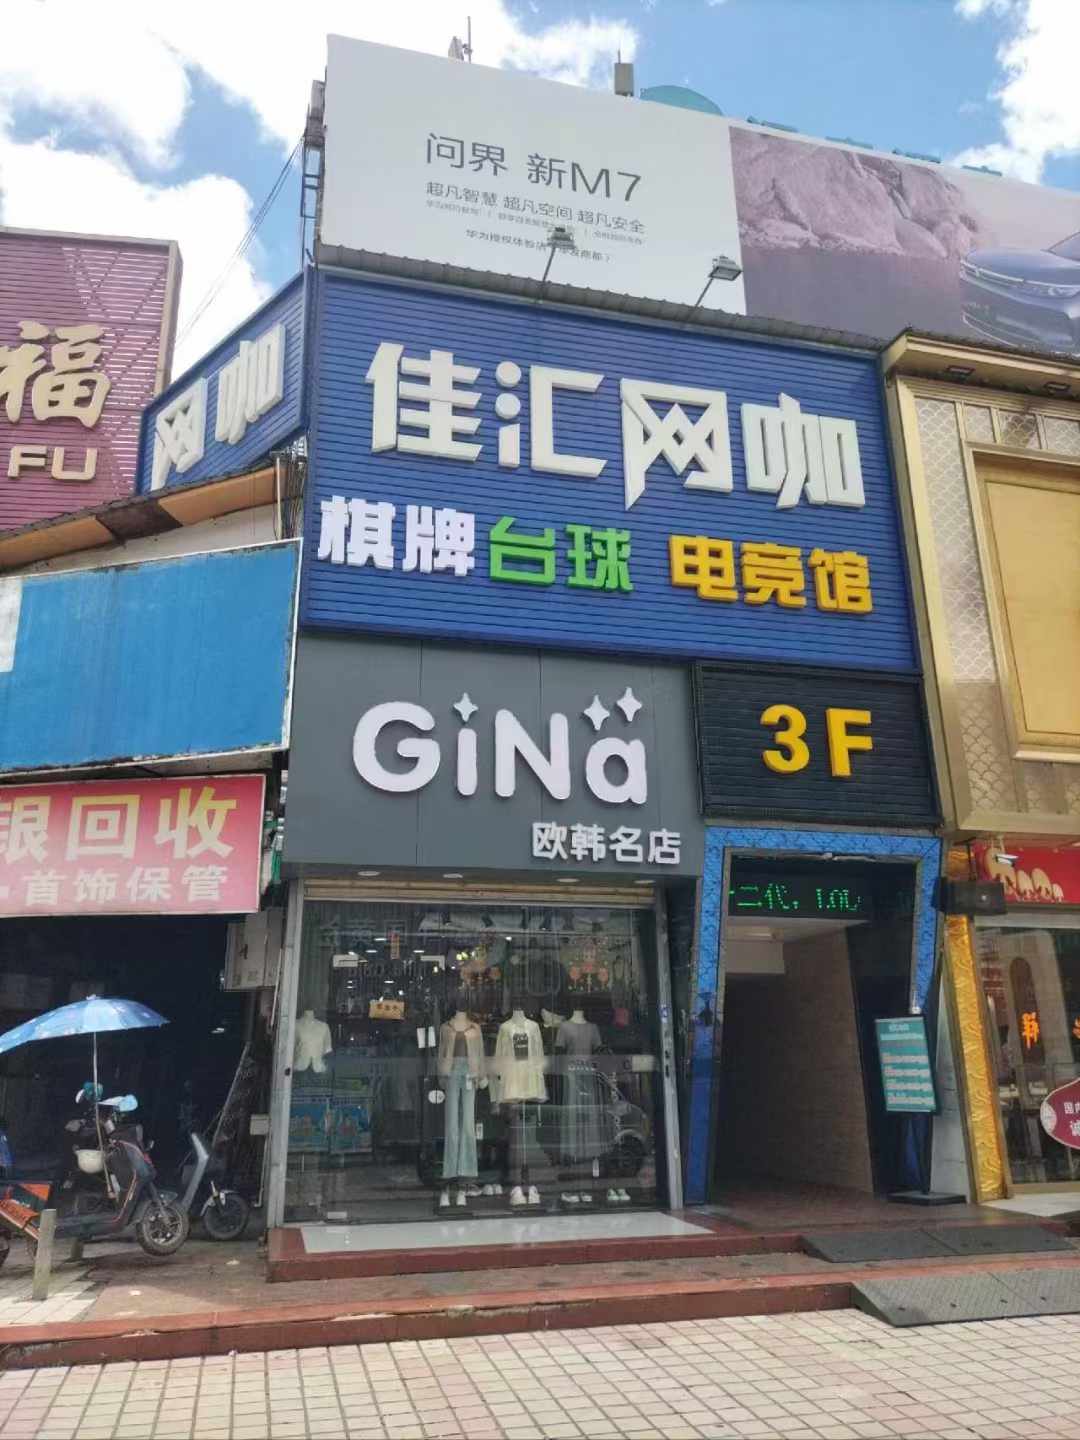 问界 新M7
超凡智慧 超凡空间 超凡安全
福
FU
网咖
佳汇网咖
棋牌 台球 电竞馆
GiNa
欧韩名店
3F
银回收
首饰保管
二代,
国内